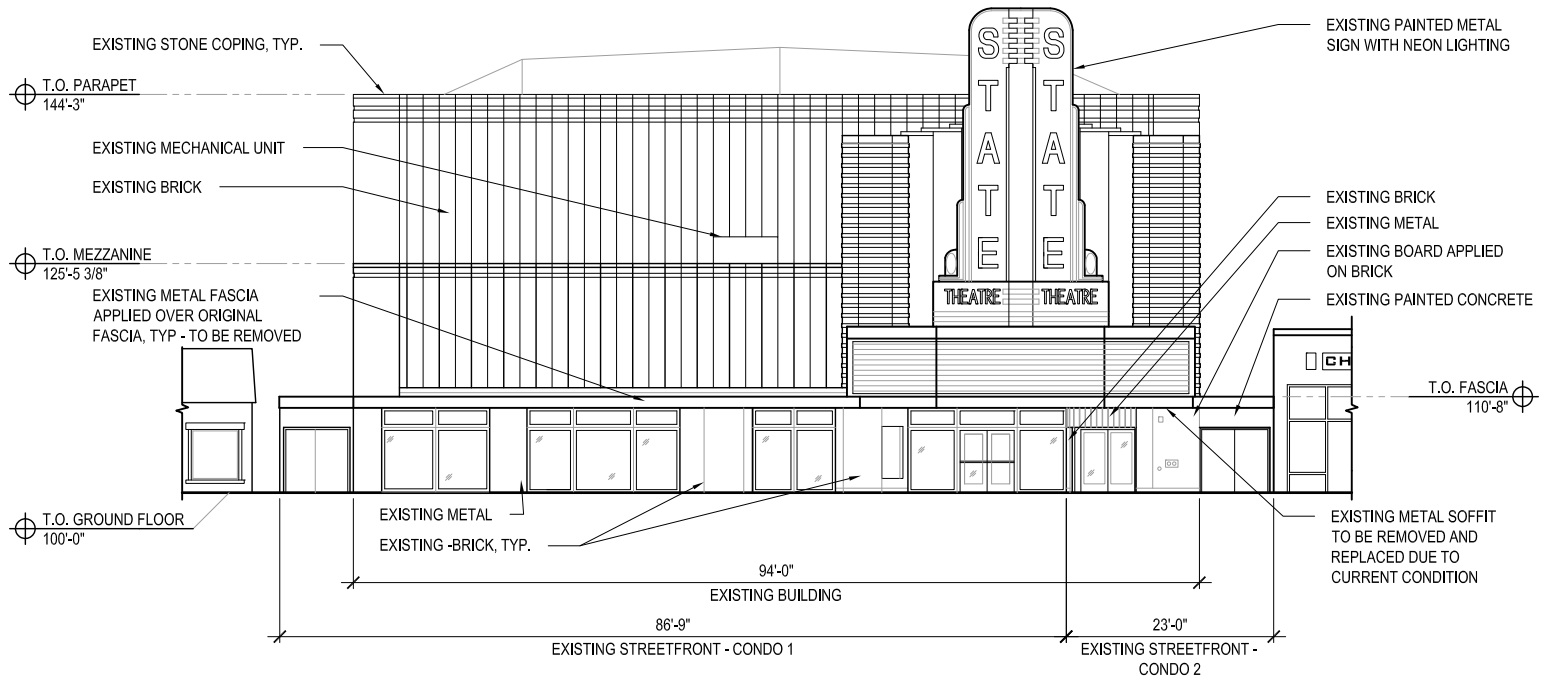 EXISTING STONE COPING, TYP.
T.O. PARAPET
144'-3"
EXISTING MECHANICAL UNIT
EXISTING BRICK
T.O. MEZZANINE
125'-5 3/8"
EXISTING METAL FASCIA
APPLIED OVER ORIGINAL
FASCIA, TYP - TO BE REMOVED
T.O. GROUND FLOOR
100'-0"
STATE
STATE
THEATRE
THEATRE
EXISTING PAINTED METAL
SIGN WITH NEON LIGHTING
EXISTING BRICK
EXISTING METAL
EXISTING BOARD APPLIED
ON BRICK
EXISTING PAINTED CONCRETE
CH
T.O. FASCIA
110'-8"
EXISTING METAL
EXISTING -BRICK, TYP.
EXISTING METAL SOFFIT
TO BE REMOVED AND
REPLACED DUE TO
CURRENT CONDITION
94'-0"
EXISTING BUILDING
86'-9"
EXISTING STREETFRONT - CONDO 1
23'-0"
EXISTING STREETFRONT -
CONDO 2